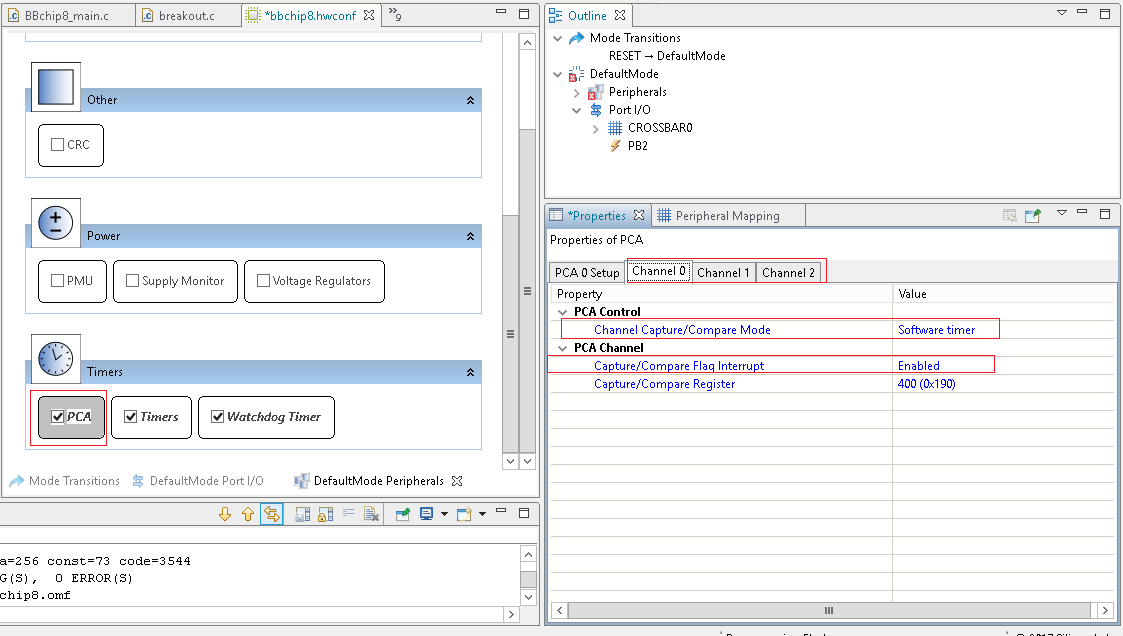 BBchip8_main.c
breakout.c
*bbchip8.hwconf
»9
Other
CRC
Power
PMU
Supply Monitor
Voltage Regulators
Timers
PCA
Timers
Watchdog Timer
Mode Transitions
DefaultMode Port I/O
DefaultMode Peripherals
a=256 const=73 code=3544
G(S), 0 ERROR(S)
chip8.omf
Outline
Mode Transitions
RESET → DefaultMode
DefaultMode
Peripherals
Port I/O
CROSSBAR0
PB2
*Properties
Peripheral Mapping
Properties of PCA
PCA 0 Setup
Channel 0
Channel 1
Channel 2
Property Value
PCA Control
Channel Capture/Compare Mode Software timer
PCA Channel
Capture/Compare Flag Interrupt Enabled
Capture/Compare Register 400 (0x190)